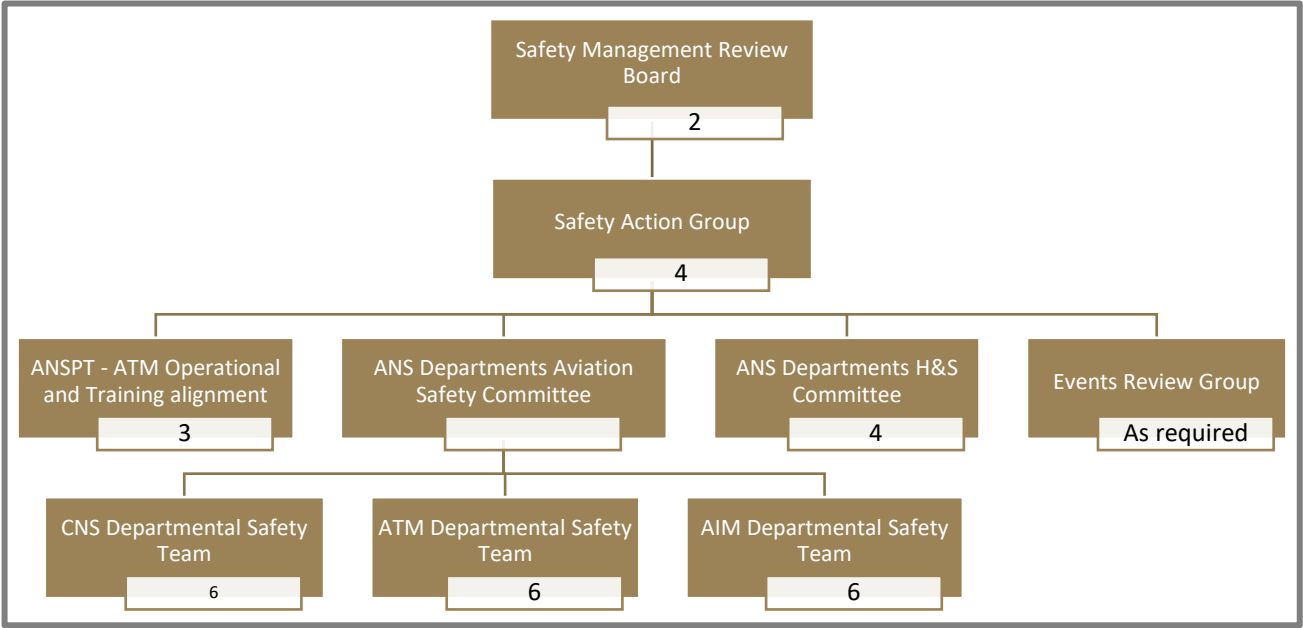 Safety Management Review
Board
2
Safety Action Group
4
ANSPT - ATM Operational
and Training alignment
3
ANS Departments Aviation
Safety Committee
ANS Departments H&S
Committee
4
Events Review Group
As required
CNS Departmental Safety
Team
6
ATM Departmental Safety
Team
6
AIM Departmental Safety
Team
6